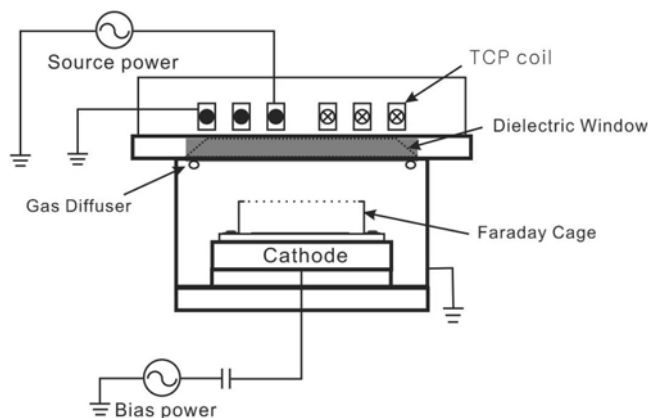 Source power
TCP coil
Dielectric Window
Gas Diffuser
Faraday Cage
Cathode
Bias power